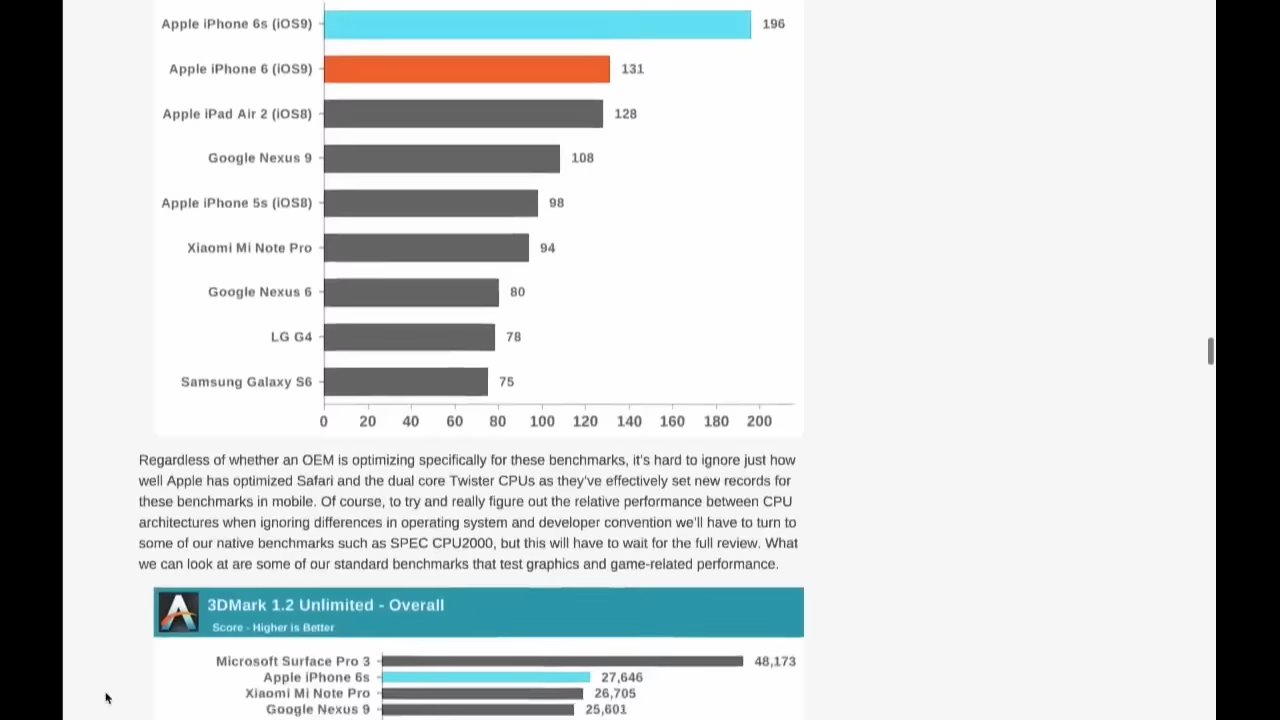 Apple iPhone 6s (iOS9) 196
Apple iPhone 6 (iOS9) 131
Apple iPad Air 2 (iOS8) 128
Google Nexus 9 108
Apple iPhone 5s (iOS8) 98
Xiaomi Mi Note Pro 94
Google Nexus 6 80
LG G4 78
Samsung Galaxy S6 75
0 20 40 60 80 100 120 140 160 180 200
Regardless of whether an OEM is optimizing specifically for these benchmarks, it's hard to ignore just how
well Apple has optimized Safari and the dual core Twister CPUs as they've effectively set new records for
these benchmarks in mobile. Of course, to try and really figure out the relative performance between CPU
architectures when ignoring differences in operating system and developer convention we'll have to turn to
some of our native benchmarks such as SPEC CPU2000, but this will have to wait for the full review. What
we can look at are some of our standard benchmarks that test graphics and game-related performance.
3DMark 1.2 Unlimited - Overall
Score - Higher is Better
Microsoft Surface Pro 3 48,173
Apple iPhone 6s 27,646
Xiaomi Mi Note Pro 26,705
Google Nexus 9 25,601